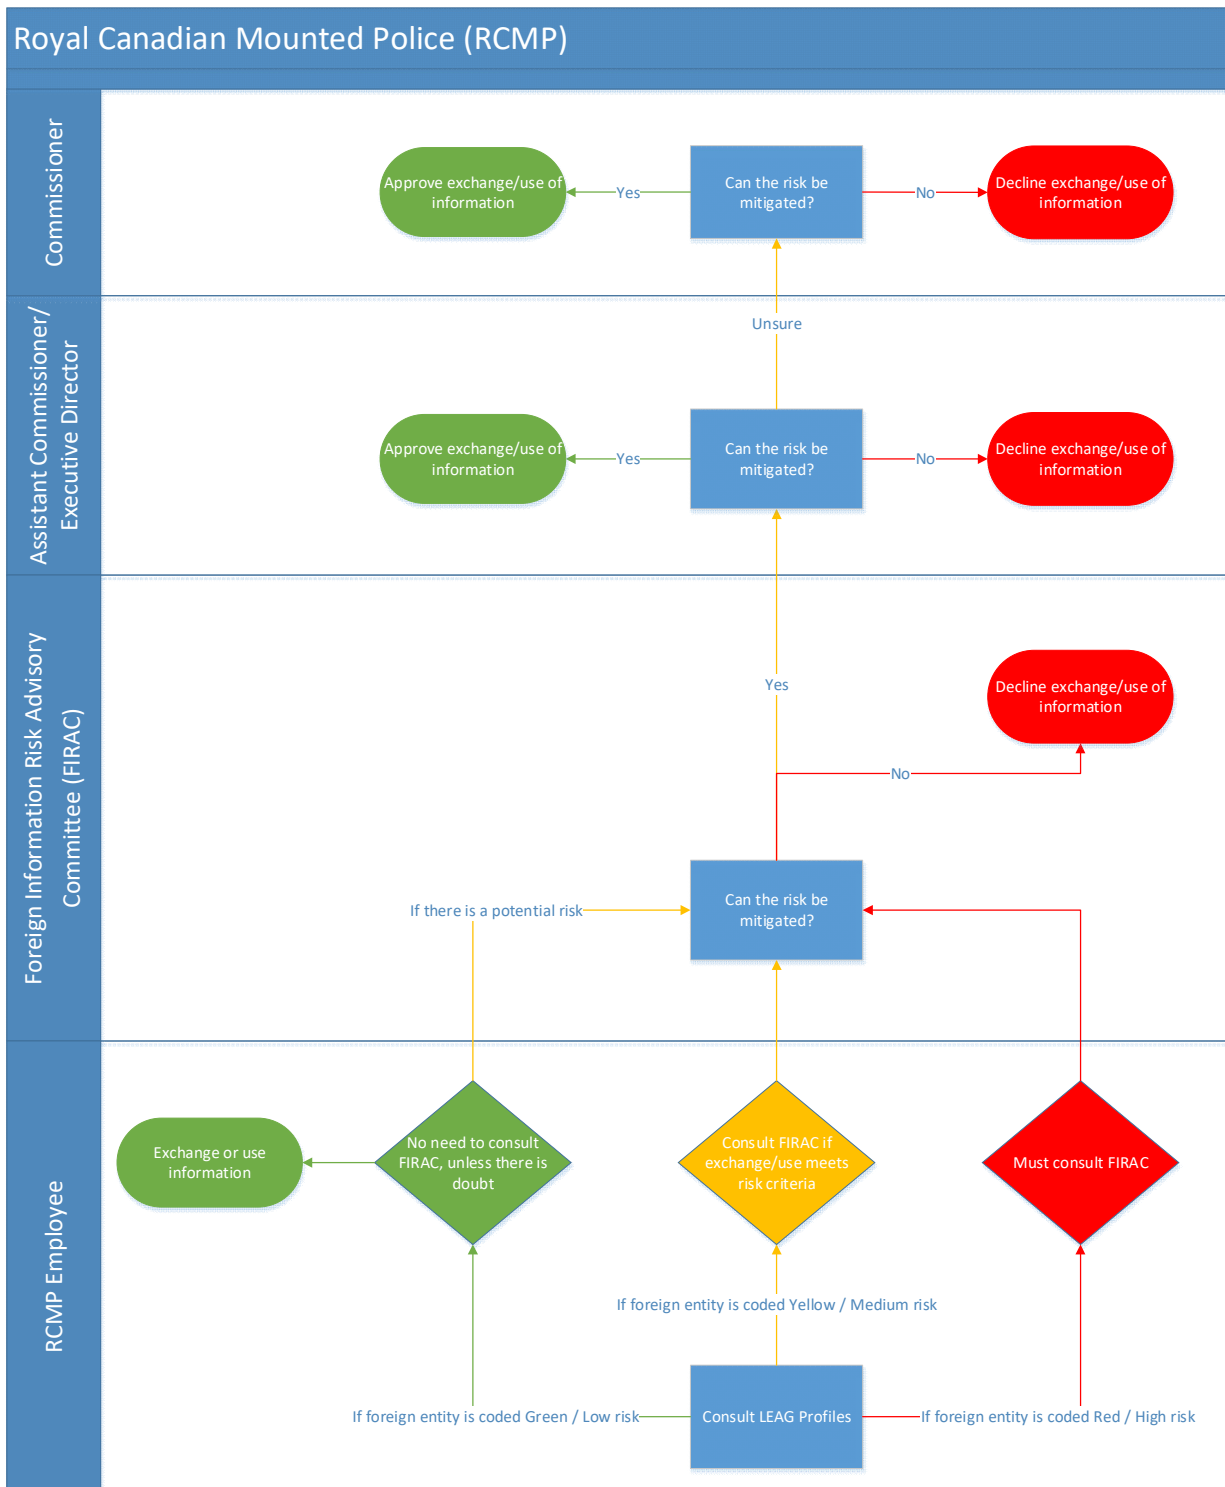 Royal Canadian Mounted Police (RCMP)
Commissioner
Approve exchange/use of
information
Yes
Can the risk be
mitigated?
No
Decline exchange/use of
information
Unsure
Assistant Commissioner/
Executive Director
Approve exchange/use of
information
Yes
Can the risk be
mitigated?
No
Decline exchange/use of
information
Foreign Information Risk Advisory
Committee (FIRAC)
Yes
Decline exchange/use of
information
No
If there is a potential risk
Can the risk be
mitigated?
RCMP Employee
Exchange or use
information
No need to consult
FIRAC, unless there is
doubt
Consult FIRAC if
exchange/use meets
risk criteria
Must consult FIRAC
If foreign entity is coded Yellow / Medium risk
If foreign entity is coded Green / Low risk
Consult LEAG Profiles
If foreign entity is coded Red / High risk